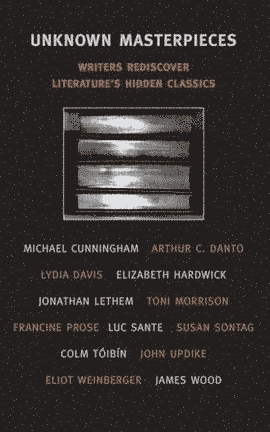 UNKNOWN MASTERPIECES
WRITERS REDISCOVER
LITERATURE'S HIDDEN CLASSICS
MICHAEL CUNNINGHAM ARTHUR C. DANTO
LYDIA DAVIS ELIZABETH HARDWICK
JONATHAN LETHEM TONI MORRISON
FRANCINE PROSE LUC SANTE SUSAN SONTAG
COLM TÓIBÍN JOHN UPDIKE
ELIOT WEINBERGER JAMES WOOD